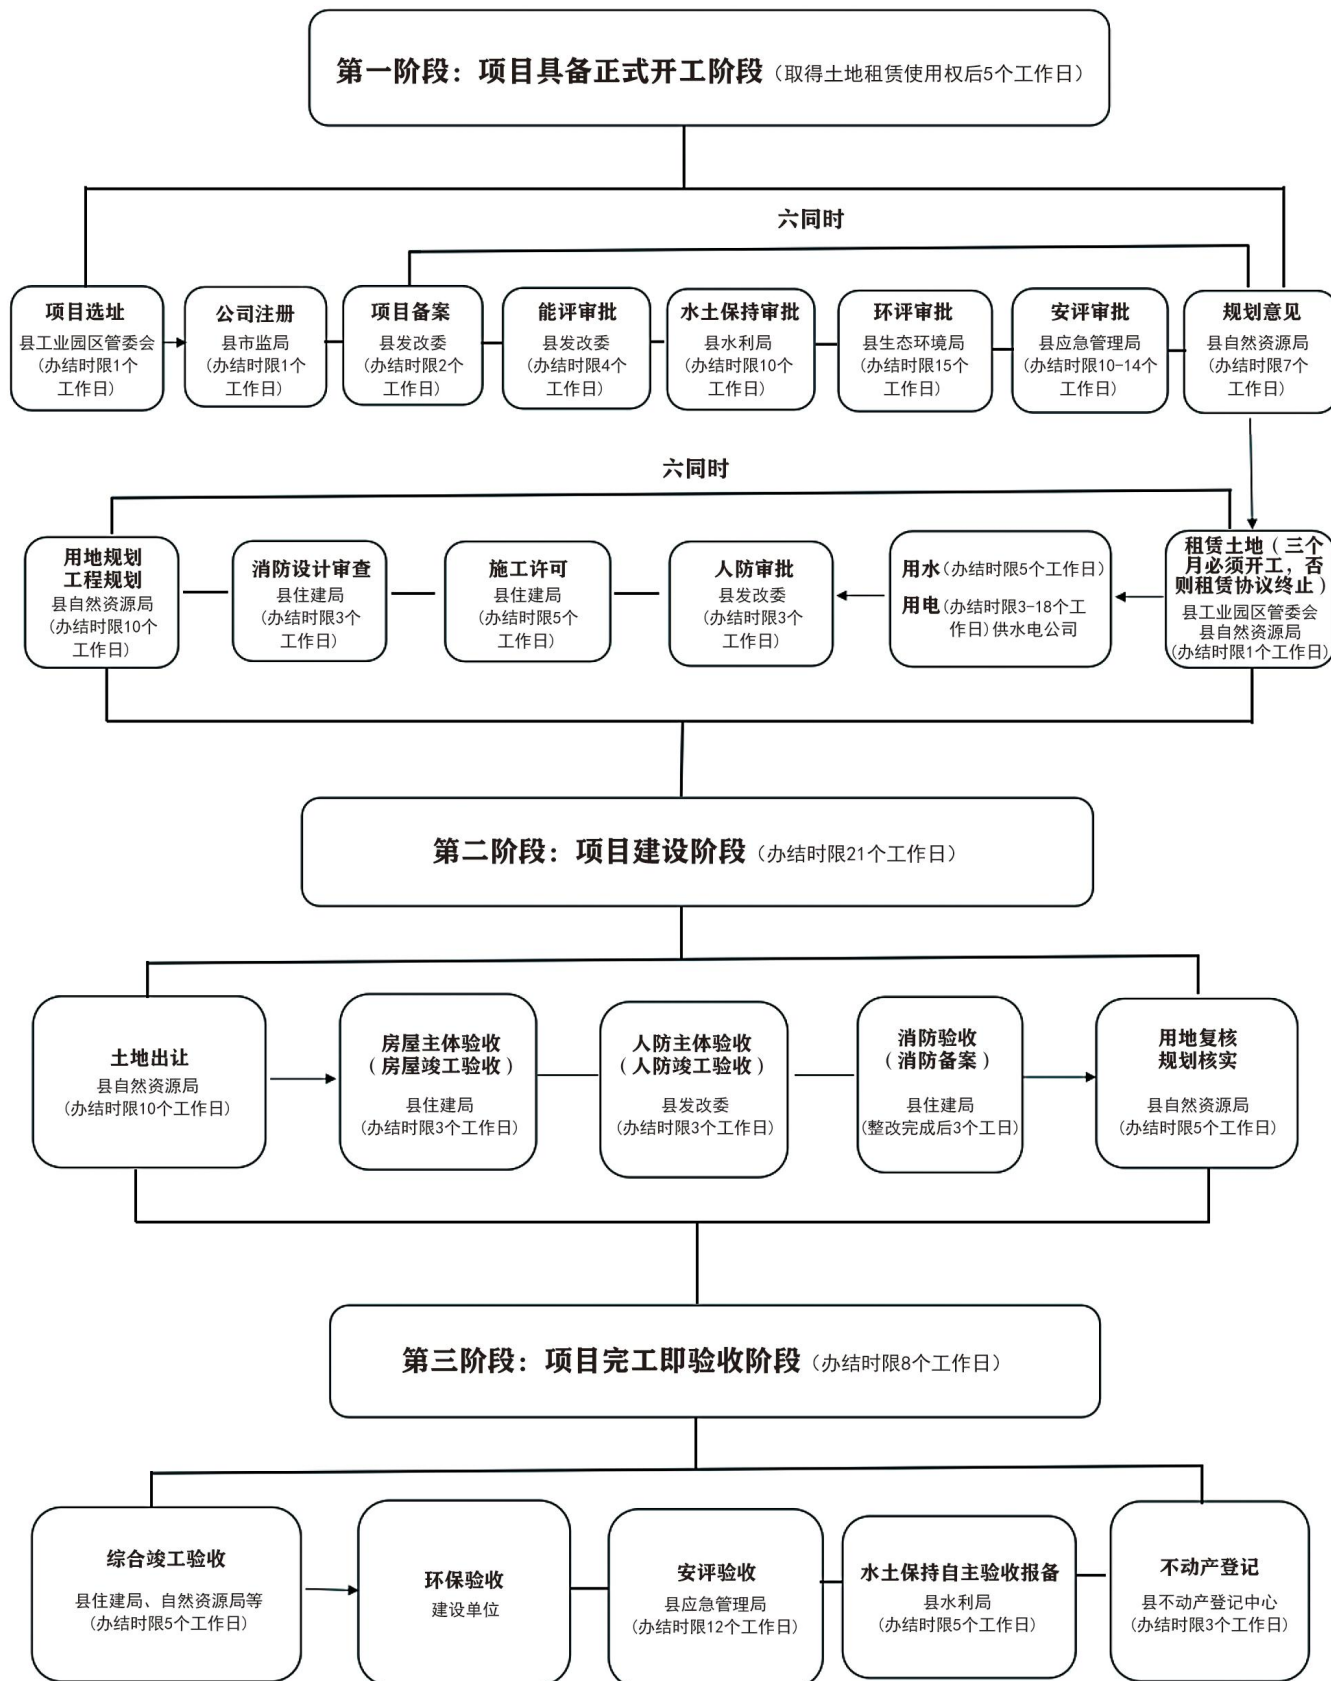 第一阶段：项目具备正式开工阶段（取得土地租赁使用权后5个工作日）
六同时
项目选址
县工业园区管委会
(办结时限1个
工作日)
公司注册
县市监局
(办结时限1个
工作日)
项目备案
县发改委
(办结时限2个
工作日)
能评审批
县发改委
(办结时限4个
工作日)
水土保持审批
县水利局
(办结时限10个
工作日)
环评审批
县生态环境局
(办结时限15个
工作日)
安评审批
县应急管理局
(办结时限10-14个
工作日)
规划意见
县自然资源局
(办结时限7个
工作日)
六同时
用地规划
工程规划
县自然资源局
(办结时限10个
工作日)
消防设计审查
县住建局
(办结时限3个
工作日)
施工许可
县住建局
(办结时限5个
工作日)
人防审批
县发改委
(办结时限3个
工作日)
用水(办结时限5个工作日)
用电(办结时限3-18个工
作日)供水电公司
租赁土地（三个
月必须开工，否
则租赁协议终止）
县工业园区管委会
县自然资源局
(办结时限1个工作日)
第二阶段：项目建设阶段（办结时限21个工作日）
土地出让
县自然资源局
(办结时限10个工作日)
房屋主体验收
（房屋竣工验收）
县住建局
(办结时限3个工作日)
人防主体验收
（人防竣工验收）
县发改委
(办结时限3个工作日)
消防验收
（消防备案）
县住建局
(整改完成后3个工日)
用地复核
规划核实
县自然资源局
(办结时限5个工作日)
第三阶段：项目完工即验收阶段（办结时限8个工作日）
综合竣工验收
县住建局、自然资源局等
(办结时限5个工作日)
环保验收
建设单位
安评验收
县应急管理局
(办结时限12个工作日)
水土保持自主验收报备
县水利局
(办结时限5个工作日)
不动产登记
县不动产登记中心
(办结时限3个工作日)